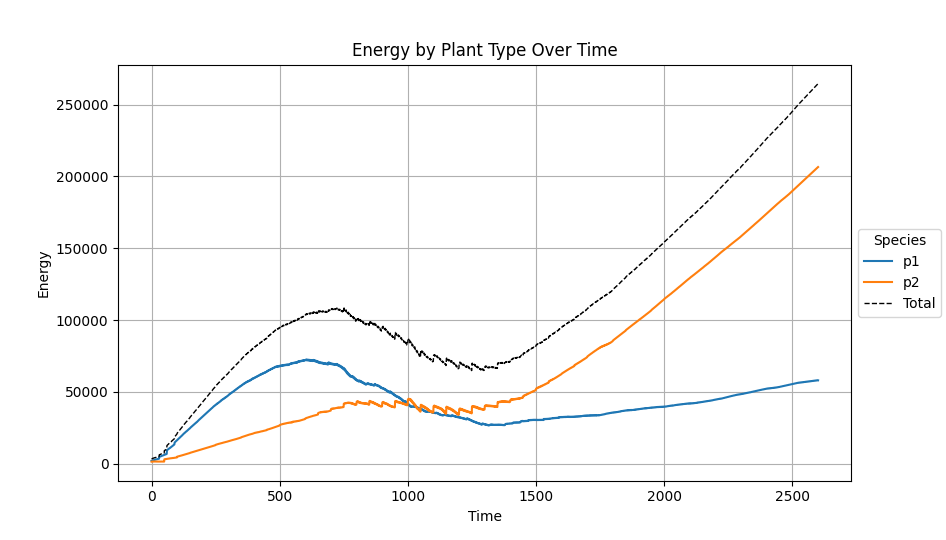 Energy by Plant Type Over Time
250000
200000
150000
100000
50000
0
Energy
0 500 1000 1500 2000 2500
Time
Species
p1
p2
Total